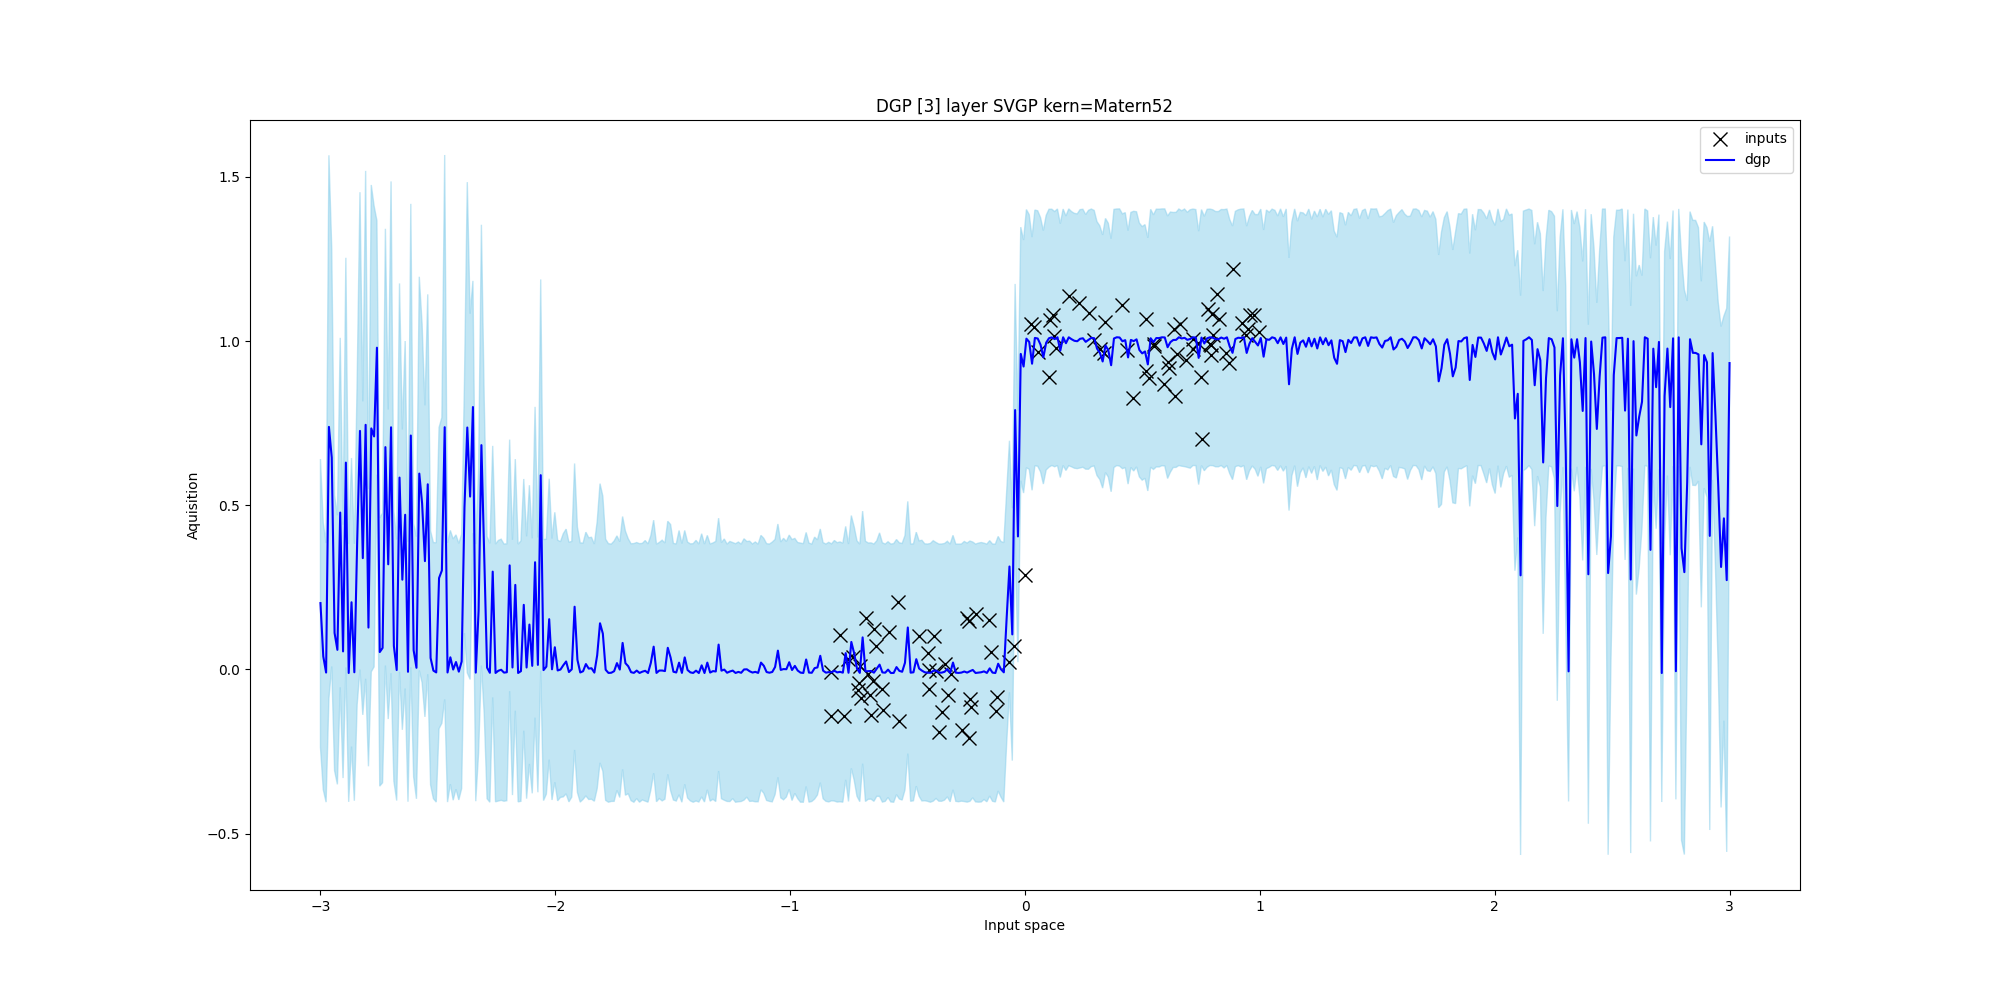 DGP [3] layer SVGP kern=Matern52
inputs
dgp
1.5
1.0
0.5
0.0
−0.5
Aquisition
−3
−2
−1
0
1
2
3
Input space